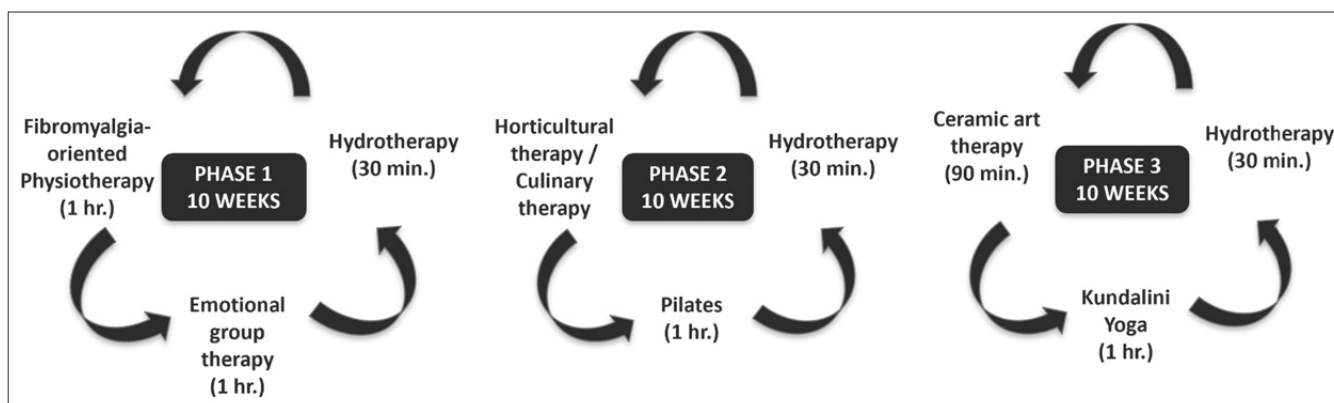 Fibromyalgia-
oriented
Physiotherapy
(1 hr.)
PHASE 1
10 WEEKS
Hydrotherapy
(30 min.)
Emotional
group
therapy
(1 hr.)
Horticultural
therapy /
Culinary
therapy
PHASE 2
10 WEEKS
Hydrotherapy
(30 min.)
Pilates
(1 hr.)
Ceramic art
therapy
(90 min.)
PHASE 3
10 WEEKS
Hydrotherapy
(30 min.)
Kundalini
Yoga
(1 hr.)